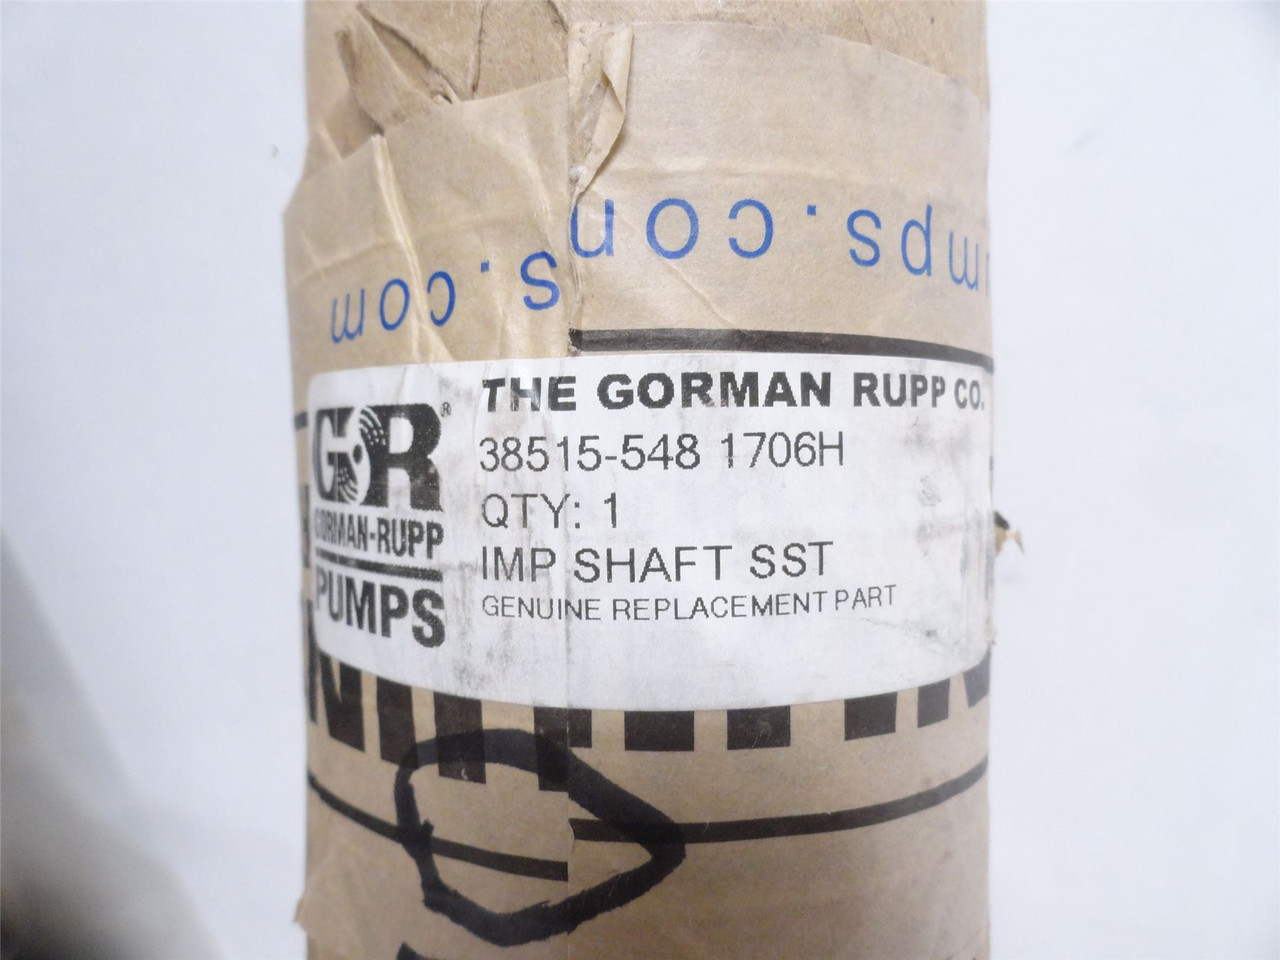 mps.con
s.com
GR®
GORMAN-RUPP
PUMPS
THE GORMAN RUPP CO.
38515-548 1706H
QTY: 1
IMP SHAFT SST
GENUINE REPLACEMENT PART